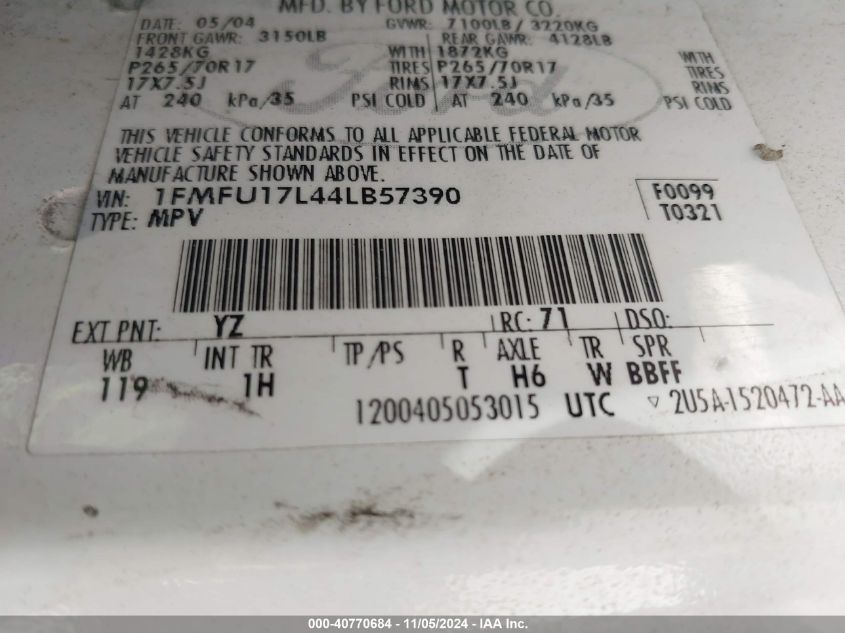 MFD. BY FORD MOTOR CO.
DATE: 05/04 GVWR: 7100LB / 3220KG
FRONT GAWR: 3150LB REAR GAWR: 4128LB
1428KG WITH 1872KG WITH
P265/70R17 TIRES P265/70R17 TIRES
17X7.5J RIMS 17X7.5J RIMS
AT 240 kPa/35 PSI COLD AT 240 kPa/35 PSI COLD
Ford
THIS VEHICLE CONFORMS TO ALL APPLICABLE FEDERAL MOTOR
VEHICLE SAFETY STANDARDS IN EFFECT ON THE DATE OF
MANUFACTURE SHOWN ABOVE.
VIN: 1FMFU17L44LB57390 F0099
TYPE: MPV T0321
EXT PNT: YZ RC: 71 DSO:
WB INT TR TP/PS R AXLE TR SPR
119 1H T H6 W BBFF
1200405053015 UTC ▽ 2U5A-1520472-AA
000-40770684 - 11/05/2024 - IAA Inc.